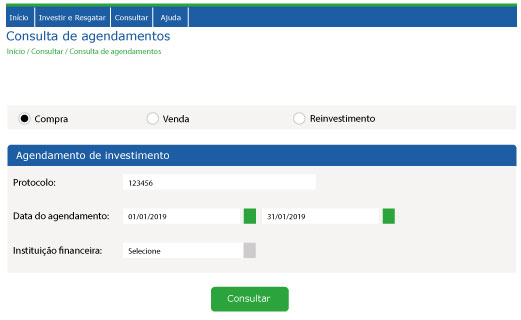 Início Investir e Resgatar Consultar Ajuda
Consulta de agendamentos
Início / Consultar / Consulta de agendamentos
Compra Venda Reinvestimento
Agendamento de investimento
Protocolo: 123456
Data do agendamento: 01/01/2019 31/01/2019
Instituição financeira: Selecione
Consultar